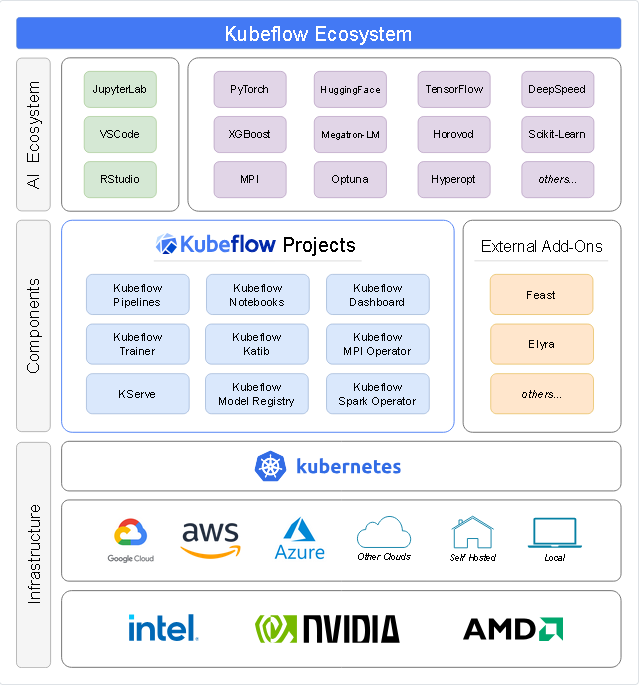 Kubeflow Ecosystem
AI Ecosystem
JupyterLab
PyTorch
HuggingFace
TensorFlow
DeepSpeed
VSCode
XGBoost
Megatron-LM
Horovod
Scikit-Learn
RStudio
MPI
Optuna
Hyperopt
others...
Components
Kubeflow Projects
Kubeflow
Pipelines
Kubeflow
Notebooks
Kubeflow
Dashboard
Kubeflow
Trainer
Kubeflow
Katib
Kubeflow
MPI Operator
KServe
Kubeflow
Model Registry
Kubeflow
Spark Operator
External Add-Ons
Feast
Elyra
others...
Infrastructure
kubernetes
Google Cloud
aws
Azure
Other Clouds
Self Hosted
Local
intel.
NVIDIA
AMD